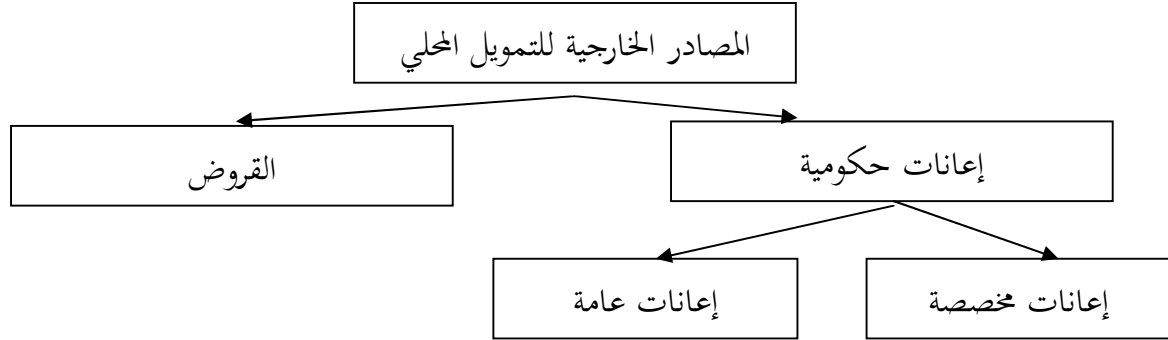 المصادر الخارجية للتمويل المحلي
إعانات حكومية
القروض
إعانات مخصصة
إعانات عامة